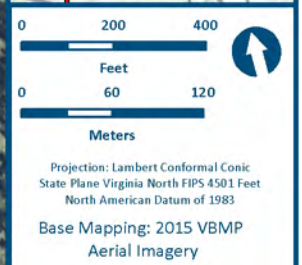 0 200 400
Feet
0 60 120
Meters
Projection: Lambert Conformal Conic
State Plane Virginia North FIPS 4501 Feet
North American Datum of 1983
Base Mapping: 2015 VBMP
Aerial Imagery